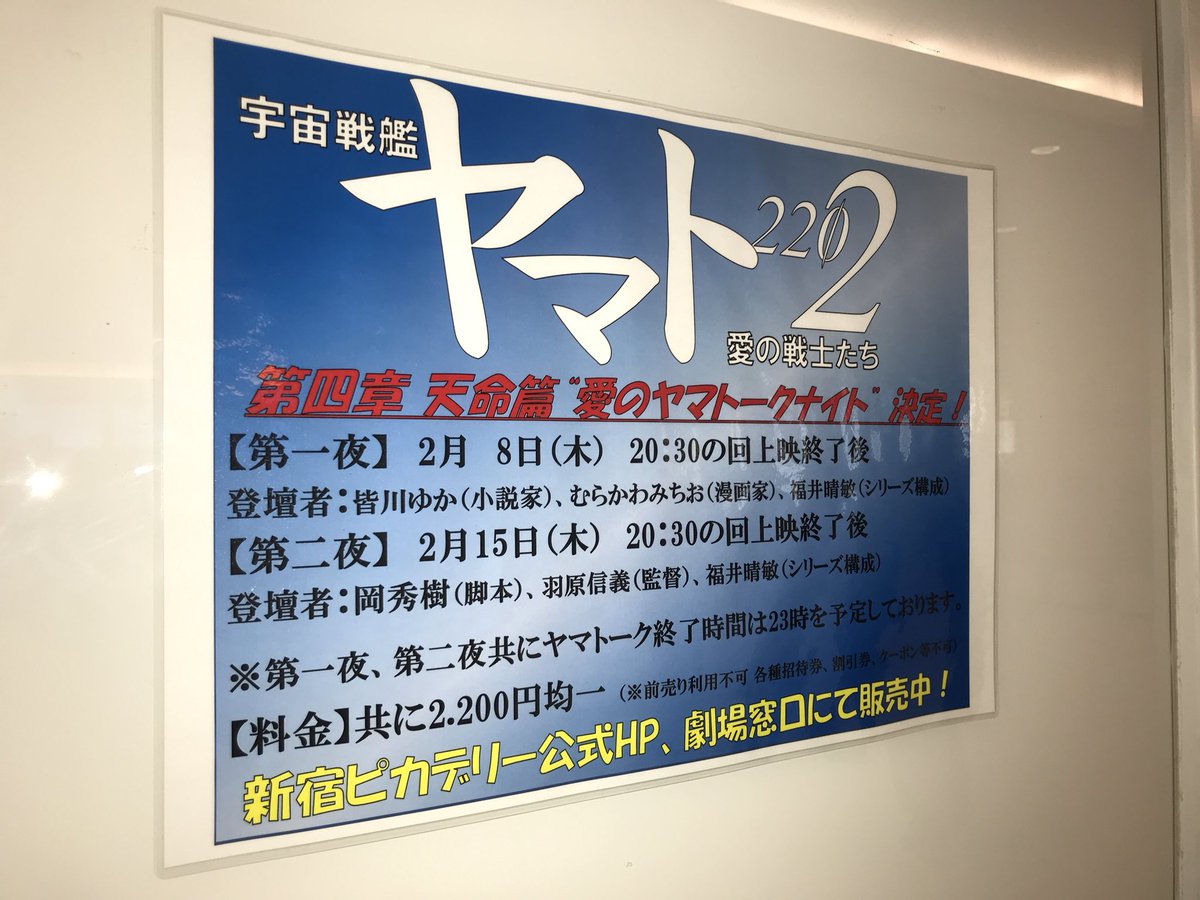 宇宙戦艦
ヤマト2202
愛の戦士たち
第四章 天命篇“愛のヤマトークナイト”決定！
【第一夜】 2月 8日（木） 20：30の回上映終了後
登壇者：皆川ゆか（小説家）、むらかわみちお（漫画家）、福井晴敏（シリーズ構成）
【第二夜】 2月15日（木） 20：30の回上映終了後
登壇者：岡秀樹（脚本）、羽原信義（監督）、福井晴敏（シリーズ構成）
※第一夜、第二夜共にヤマトーク終了時間は23時を予定しております。
【料金】共に2.200円均一（※前売り利用不可 各種招待券、割引券、クーポン等不可）
新宿ピカデリー公式HP、劇場窓口にて販売中！